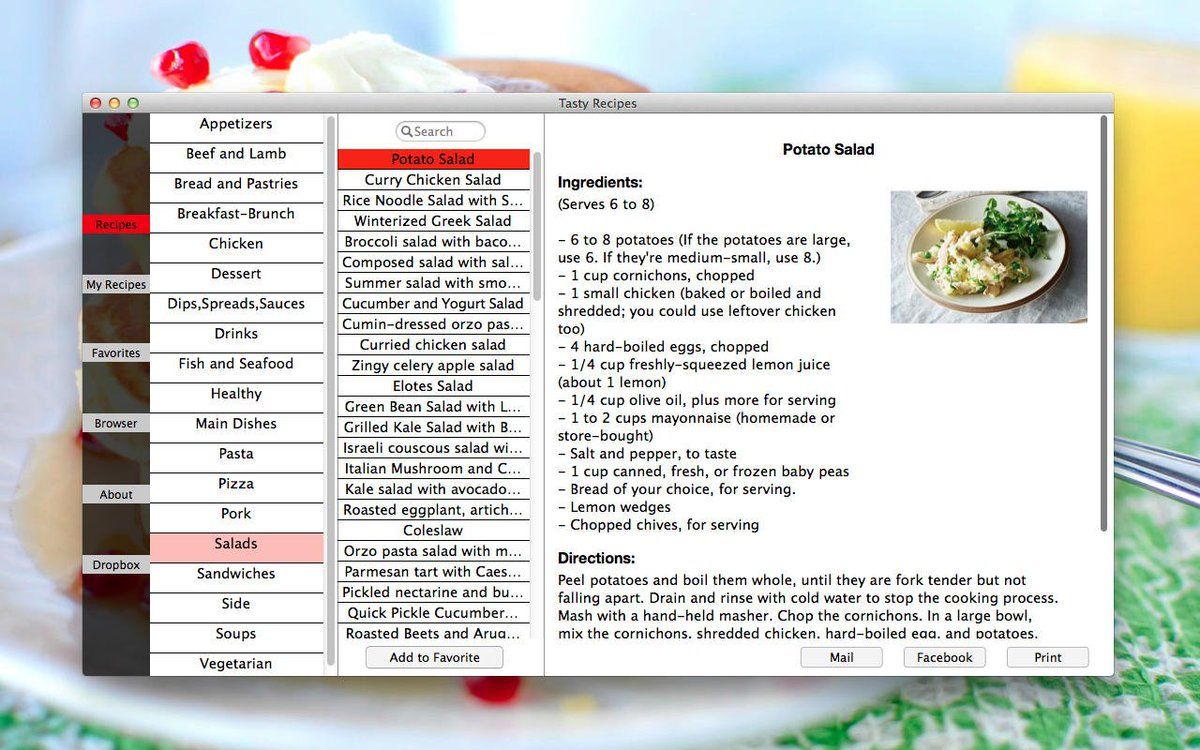 Tasty Recipes
Recipes
My Recipes
Favorites
Browser
About
Dropbox
Appetizers
Beef and Lamb
Bread and Pastries
Breakfast-Brunch
Chicken
Dessert
Dips,Spreads,Sauces
Drinks
Fish and Seafood
Healthy
Main Dishes
Pasta
Pizza
Pork
Salads
Sandwiches
Side
Soups
Vegetarian
Search
Potato Salad
Curry Chicken Salad
Rice Noodle Salad with S...
Winterized Greek Salad
Broccoli salad with baco...
Composed salad with sal...
Summer salad with smo...
Cucumber and Yogurt Salad
Cumin-dressed orzo pas...
Curried chicken salad
Zingy celery apple salad
Elotes Salad
Green Bean Salad with L...
Grilled Kale Salad with B...
Israeli couscous salad wi...
Italian Mushroom and C...
Kale salad with avocado...
Roasted eggplant, artich...
Coleslaw
Orzo pasta salad with m...
Parmesan tart with Caes...
Pickled nectarine and bu...
Quick Pickle Cucumber...
Roasted Beets and Arug...
Add to Favorite
Potato Salad
Ingredients:
(Serves 6 to 8)
- 6 to 8 potatoes (If the potatoes are large,
use 6. If they're medium-small, use 8.)
- 1 cup cornichons, chopped
- 1 small chicken (baked or boiled and
shredded; you could use leftover chicken
too)
- 4 hard-boiled eggs, chopped
- 1/4 cup freshly-squeezed lemon juice
(about 1 lemon)
- 1/4 cup olive oil, plus more for serving
- 1 to 2 cups mayonnaise (homemade or
store-bought)
- Salt and pepper, to taste
- 1 cup canned, fresh, or frozen baby peas
- Bread of your choice, for serving.
- Lemon wedges
- Chopped chives, for serving
Directions:
Peel potatoes and boil them whole, until they are fork tender but not
falling apart. Drain and rinse with cold water to stop the cooking process.
Mash with a hand-held masher. Chop the cornichons. In a large bowl,
mix the cornichons, shredded chicken, hard-boiled egg, and potatoes.
Mail
Facebook
Print